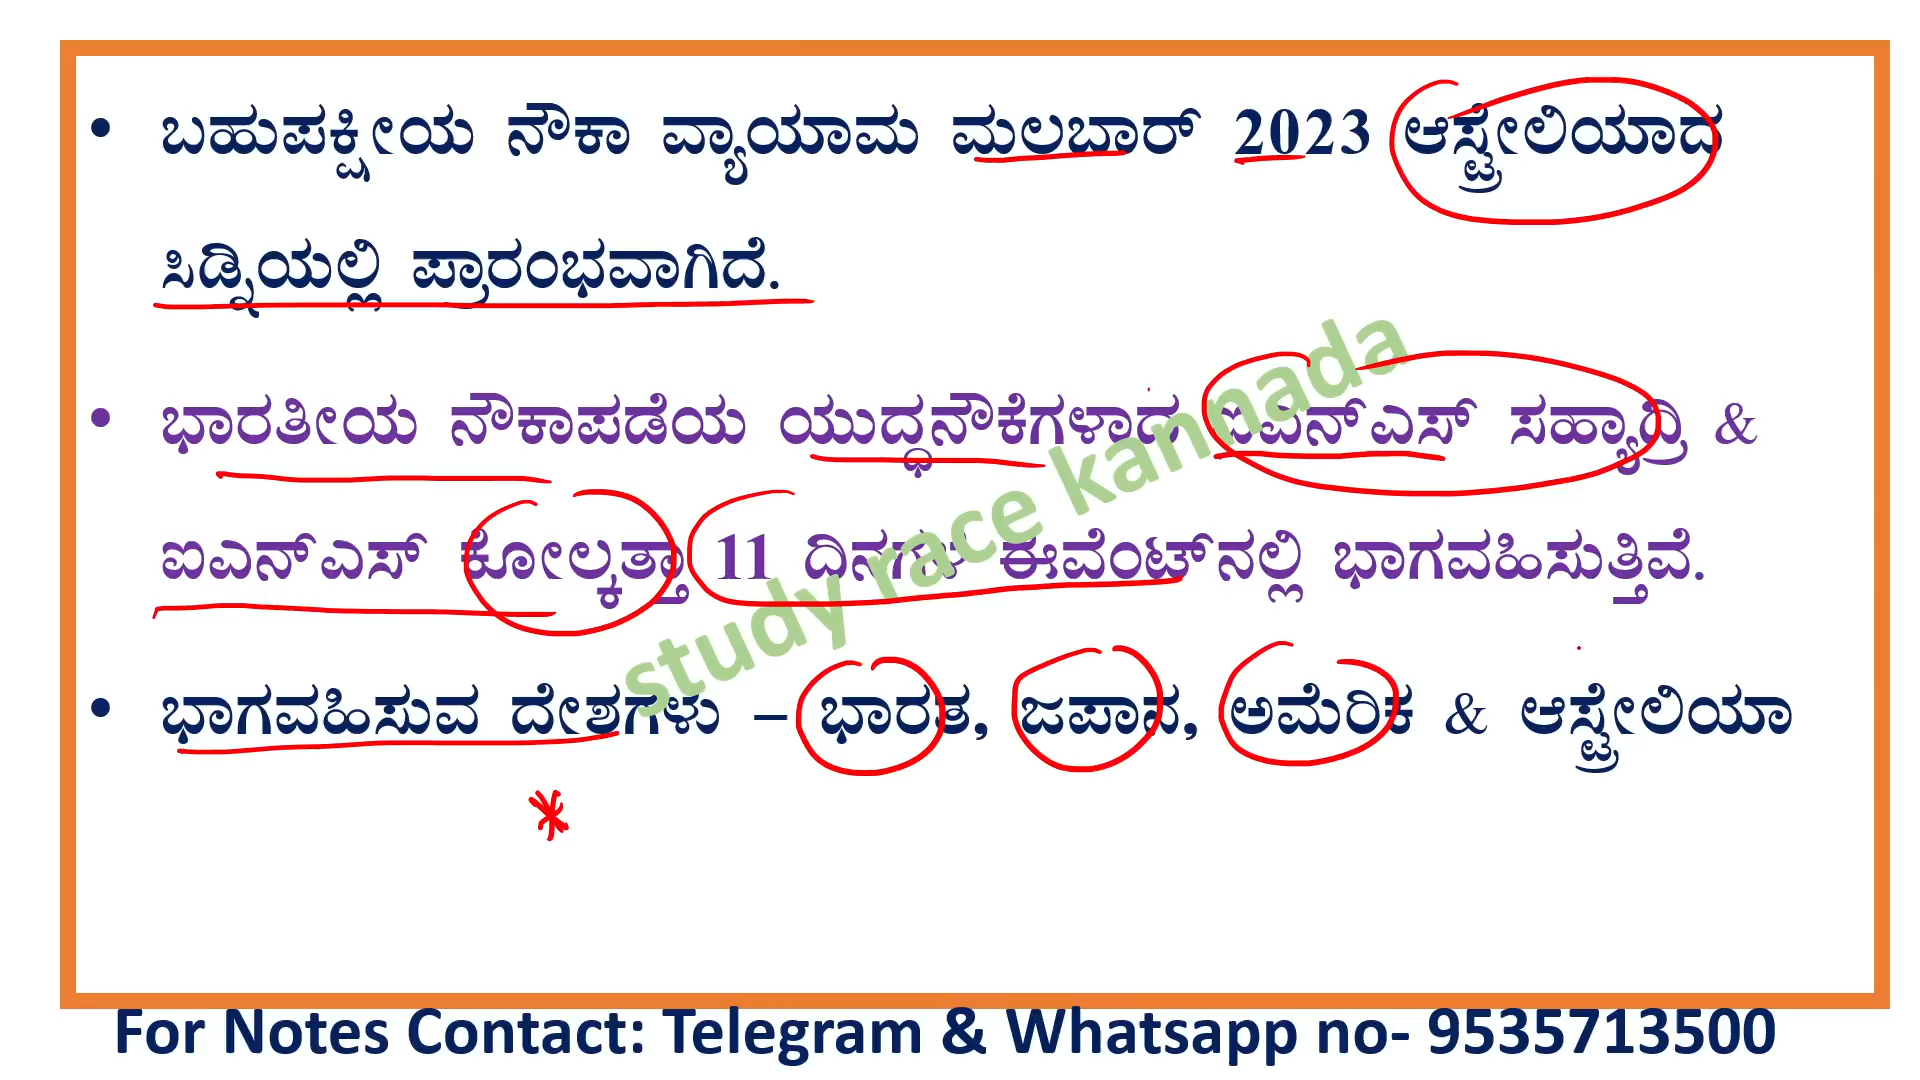 • ಬಹುಪಕ್ಷೀಯ ನೌಕಾ ವ್ಯಾಯಾಮ ಮಲಬಾರ್ 2023 ಆಸ್ಟ್ರೇಲಿಯಾದ
ಸಿಡ್ನಿಯಲ್ಲಿ ಪ್ರಾರಂಭವಾಗಿದೆ.
• ಭಾರತೀಯ ನೌಕಾಪಡೆಯ ಯುದ್ಧನೌಕೆಗಳಾದ ಐಎನ್ಎಸ್ ಸಹ್ಯಾದ್ರಿ &
ಐಎನ್ಎಸ್ ಕೋಲ್ಕತ್ತಾ 11 ದಿನಗಳ ಈವೆಂಟ್‌ನಲ್ಲಿ ಭಾಗವಹಿಸುತ್ತಿವೆ.
• ಭಾಗವಹಿಸುವ ದೇಶಗಳು – ಭಾರತ, ಜಪಾನ, ಅಮೆರಿಕ & ಆಸ್ಟ್ರೇಲಿಯಾ
study race kannada
For Notes Contact: Telegram & Whatsapp no- 9535713500